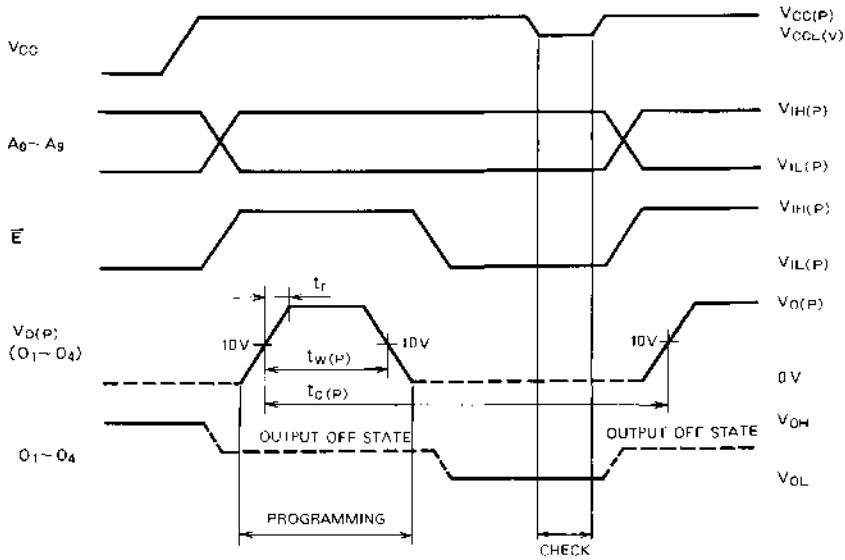 VCC
VCC(P)
VCCL(V)
A0~A9
VIH(P)
VIL(P)
E
VIH(P)
VIL(P)
tr
VO(P)
(O1~O4)
10V
10V
10V
VO(P)
tW(P)
tC(P)
0V
O1~O4
OUTPUT OFF STATE
OUTPUT OFF STATE
VOH
VOL
PROGRAMMING
CHECK